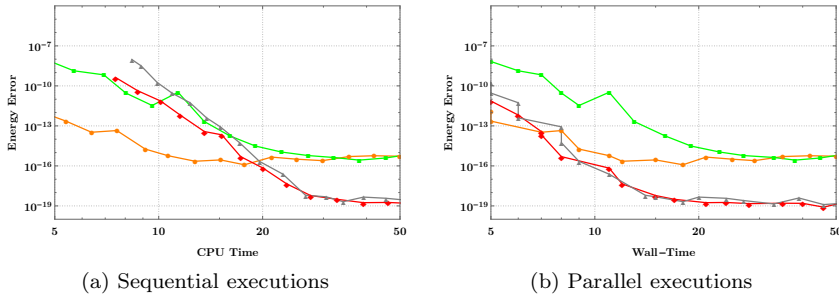 10⁻⁷
10⁻¹⁰
10⁻¹³
10⁻¹⁶
10⁻¹⁹
Energy Error
5 10 20 50
CPU Time
(a) Sequential executions
10⁻⁷
10⁻¹⁰
10⁻¹³
10⁻¹⁶
10⁻¹⁹
Energy Error
5 10 20 50
Wall-Time
(b) Parallel executions